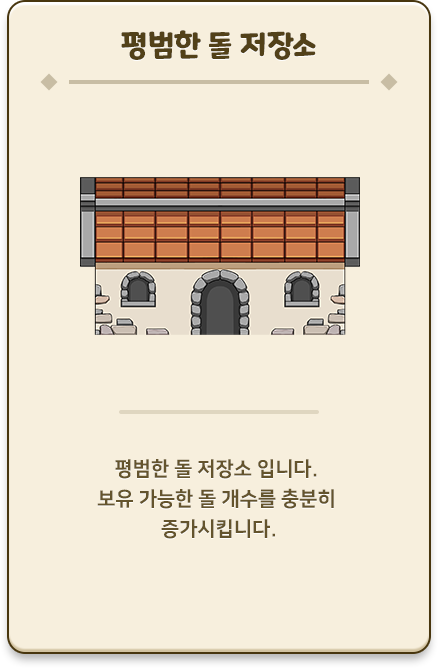 평범한 돌 저장소
평범한 돌 저장소 입니다.
보유 가능한 돌 개수를 충분히
증가시킵니다.